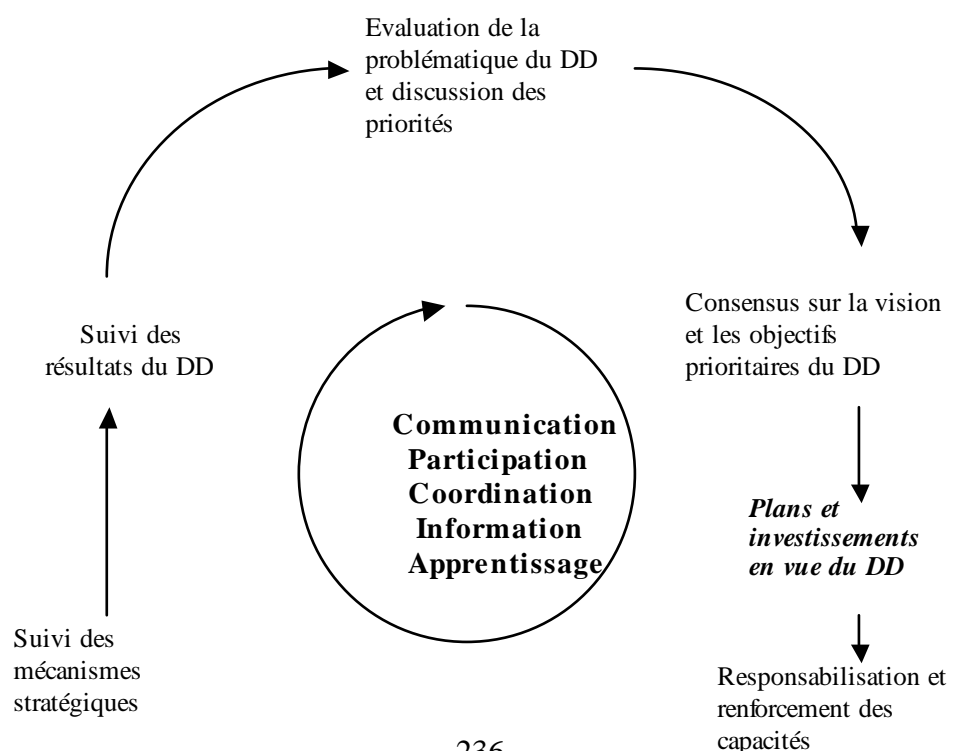 Evaluation de la
problématique du DD
et discussion des
priorités
Consensus sur la vision
et les objectifs
prioritaires du DD
Suivi des
résultats du DD
Communication
Participation
Coordination
Information
Apprentissage
Plans et
investissements
en vue du DD
Suivi des
mécanismes
stratégiques
Responsabilisation et
renforcement des
capacités
236